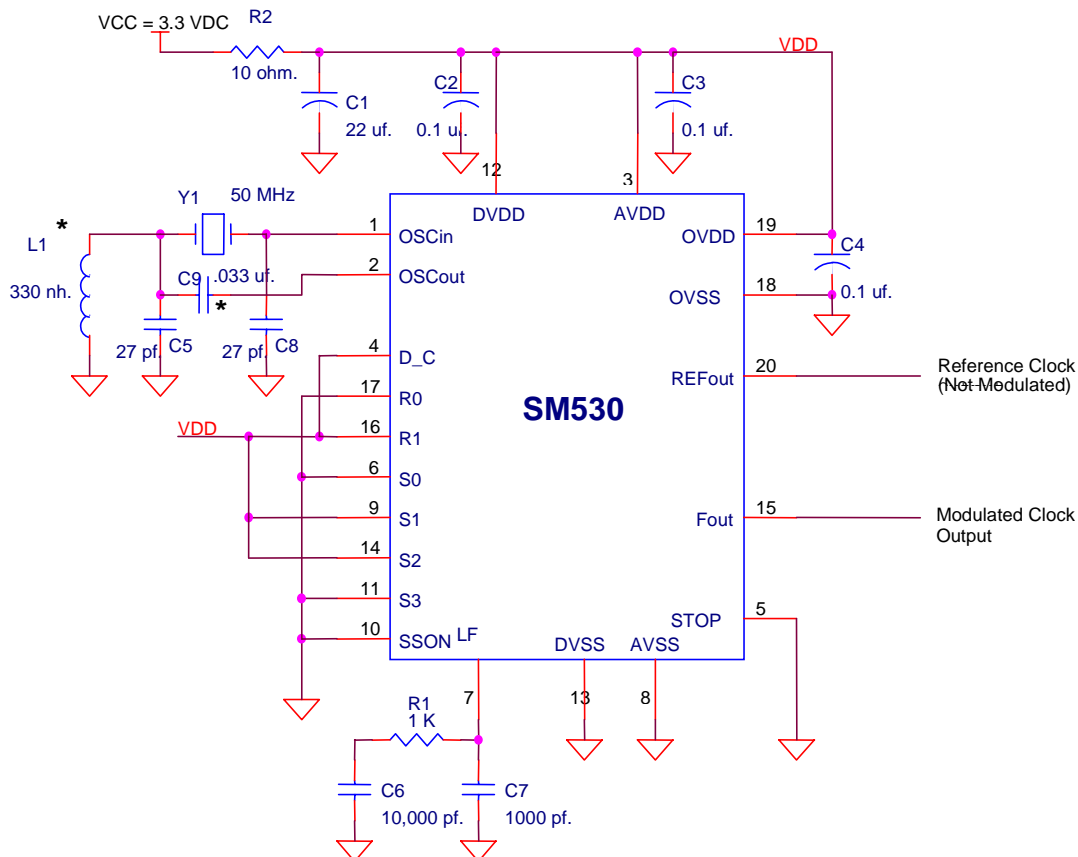 VCC = 3.3 VDC
R2
10 ohm.
VDD
C1
22 uf.
C2
0.1 uf.
C3
0.1 uf.
12
3
DVDD
AVDD
Y1
50 MHz
*
L1
330 nh.
1
OSCin
2
OSCout
C9
.033 uf.
*
C5
27 pf.
C8
27 pf.
OVDD
19
C4
0.1 uf.
OVSS
18
4
D_C
17
R0
VDD
16
R1
6
S0
9
S1
14
S2
11
S3
10
SSON
SM530
REFout
20
Reference Clock
(Not Modulated)
Fout
15
Modulated Clock
Output
STOP
5
LF
DVSS
AVSS
7
13
8
R1
1 K
C6
10,000 pf.
C7
1000 pf.